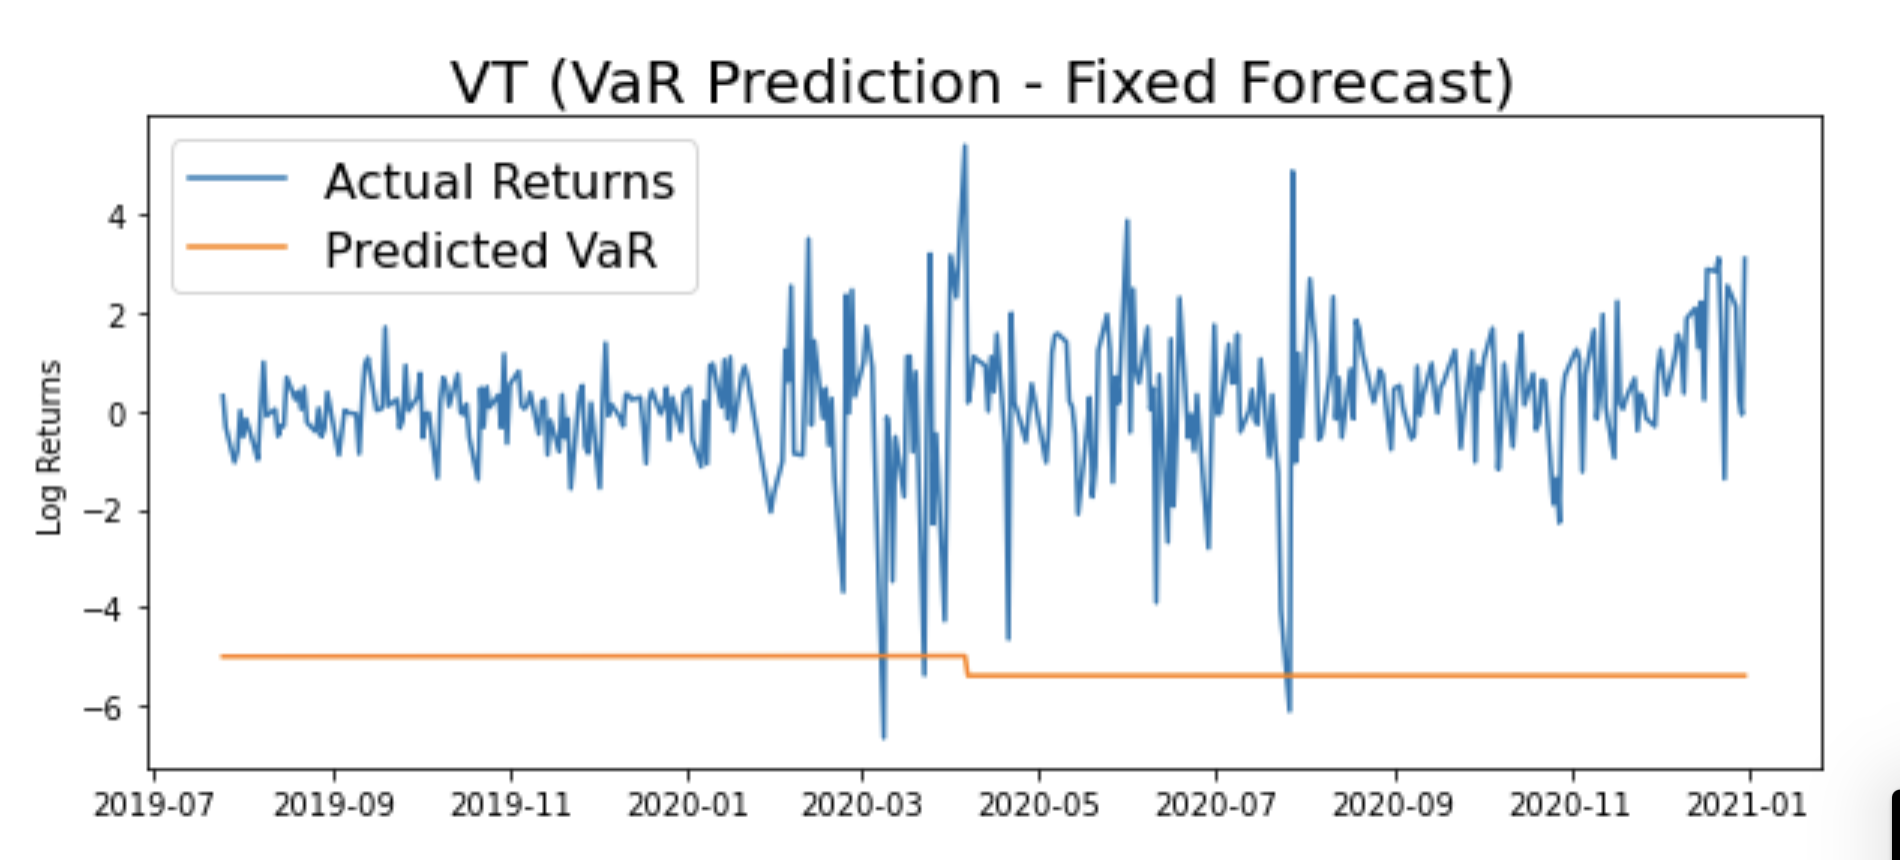 VT (VaR Prediction - Fixed Forecast)
Actual Returns
Predicted VaR
Log Returns
4
2
0
−2
−4
−6
2019-07 2019-09 2019-11 2020-01 2020-03 2020-05 2020-07 2020-09 2020-11 2021-01